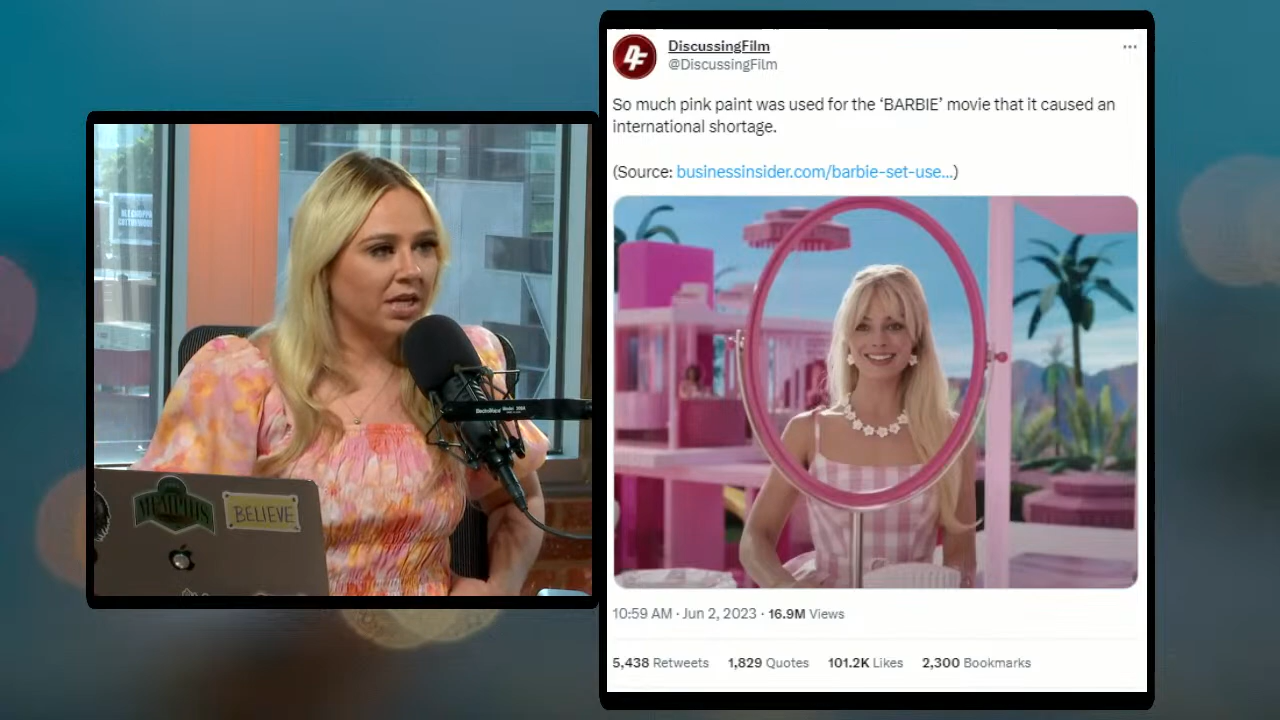 MEMPHIS
BELIEVE
DF
DiscussingFilm
@DiscussingFilm
So much pink paint was used for the ‘BARBIE’ movie that it caused an
international shortage.
(Source: businessinsider.com/barbie-set-use...)
10:59 AM · Jun 2, 2023 · 16.9M Views
5,438 Retweets 1,829 Quotes 101.2K Likes 2,300 Bookmarks